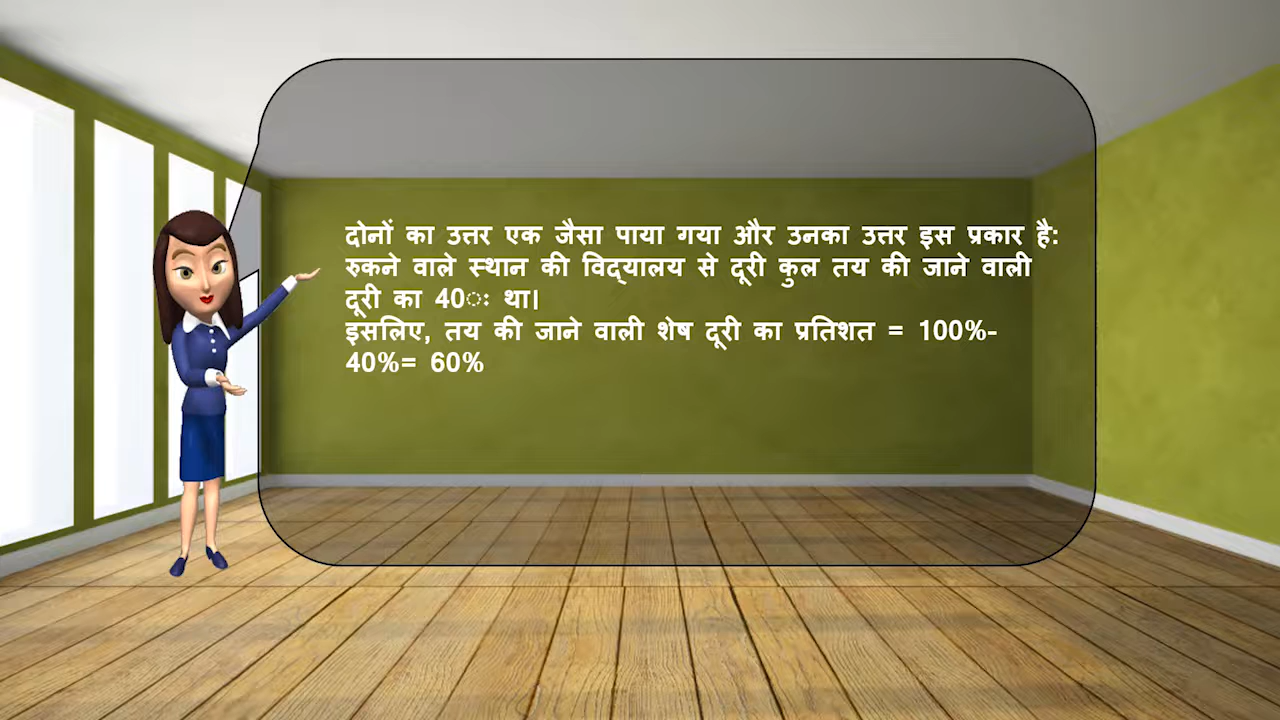 दोनों का उत्तर एक जैसा पाया गया और उनका उत्तर इस प्रकार है:
रुकने वाले स्थान की विद्यालय से दूरी कुल तय की जाने वाली
दूरी का 40ः था।
इसलिए, तय की जाने वाली शेष दूरी का प्रतिशत = 100%-
40%= 60%